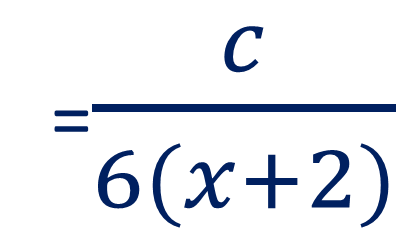 = c
6(x+2)